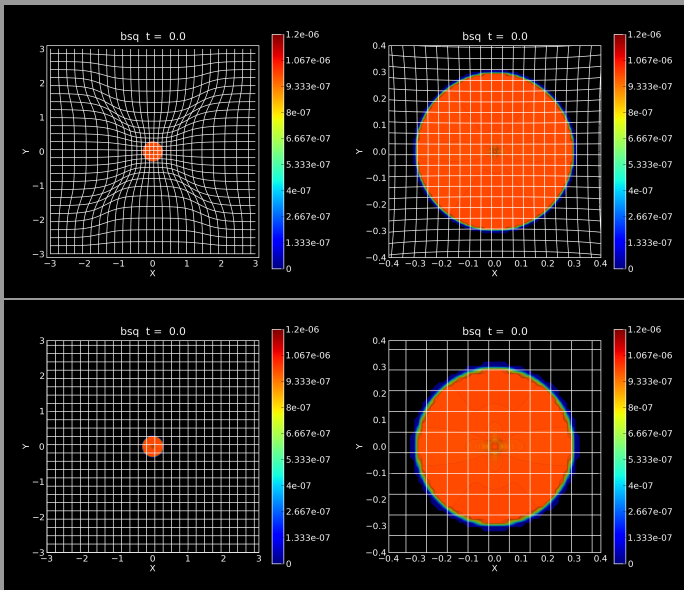 bsq t = 0.0
3
2
1
0
−1
−2
−3
Y
−3 −2 −1 0 1 2 3
X
1.2e-06
1.067e-06
9.333e-07
8e-07
6.667e-07
5.333e-07
4e-07
2.667e-07
1.333e-07
0
bsq t = 0.0
0.4
0.3
0.2
0.1
0.0
−0.1
−0.2
−0.3
−0.4
Y
−0.4 −0.3 −0.2 −0.1 0.0 0.1 0.2 0.3 0.4
X
1.2e-06
1.067e-06
9.333e-07
8e-07
6.667e-07
5.333e-07
4e-07
2.667e-07
1.333e-07
0
bsq t = 0.0
3
2
1
0
−1
−2
−3
Y
−3 −2 −1 0 1 2 3
X
1.2e-06
1.067e-06
9.333e-07
8e-07
6.667e-07
5.333e-07
4e-07
2.667e-07
1.333e-07
0
bsq t = 0.0
0.4
0.3
0.2
0.1
0.0
−0.1
−0.2
−0.3
−0.4
Y
−0.4 −0.3 −0.2 −0.1 0.0 0.1 0.2 0.3 0.4
X
1.2e-06
1.067e-06
9.333e-07
8e-07
6.667e-07
5.333e-07
4e-07
2.667e-07
1.333e-07
0